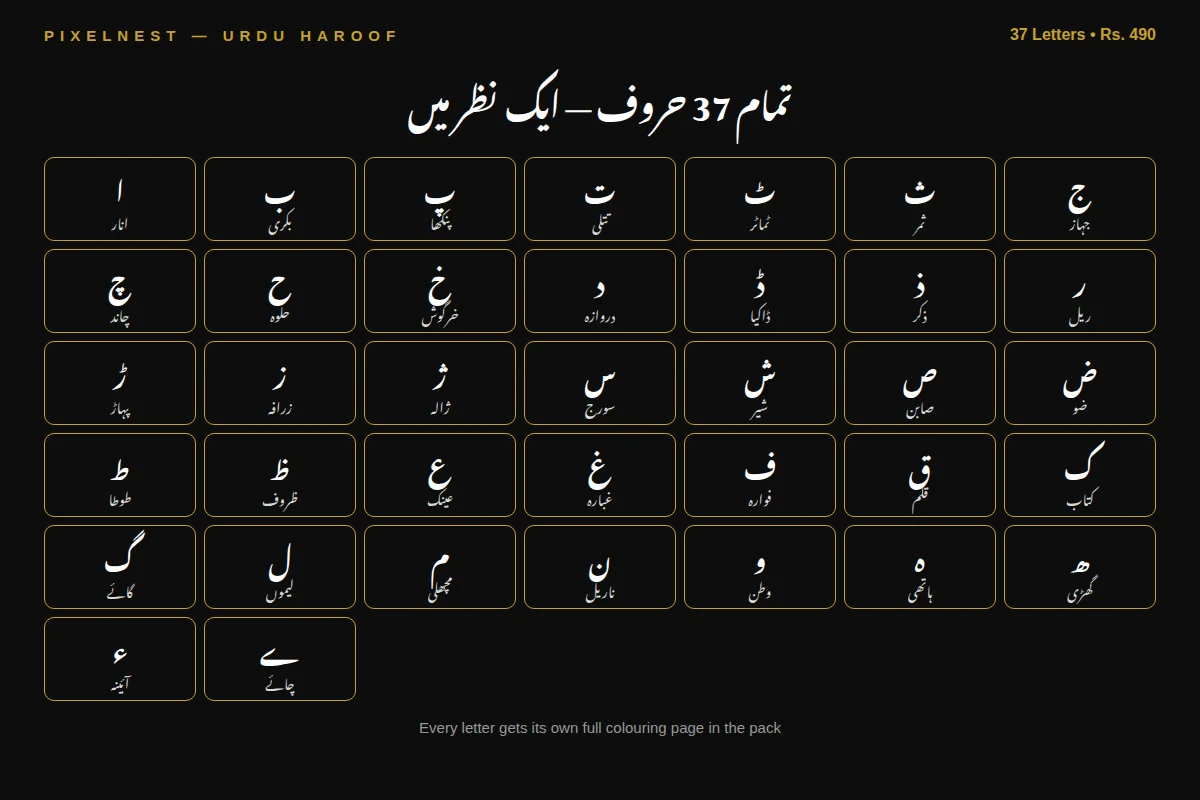 PIXELNEST — URDU HAROOF
37 Letters • Rs. 490
تمام 37 حروف — ایک نظر میں
ا
انار
ب
بکری
پ
پنکھا
ت
تتلی
ٹ
ٹماٹر
ث
ثمر
ج
جہاز
چ
چاند
ح
حلوہ
خ
خرگوش
د
دروازہ
ڈ
ڈاکیا
ذ
ذکر
ر
ریل
ڑ
پہاڑ
ز
زرافہ
ژ
ژالہ
س
سورج
ش
شیر
ص
صابن
ض
ضو
ط
طوطا
ظ
ظروف
ع
عینک
غ
غبارہ
ف
فوارہ
ق
قلم
ک
کتاب
گ
گائے
ل
لیموں
م
مچھلی
ن
ناریل
و
وطن
ہ
ہاتھی
ھ
گھڑی
ء
آئینہ
ے
چائے
Every letter gets its own full colouring page in the pack